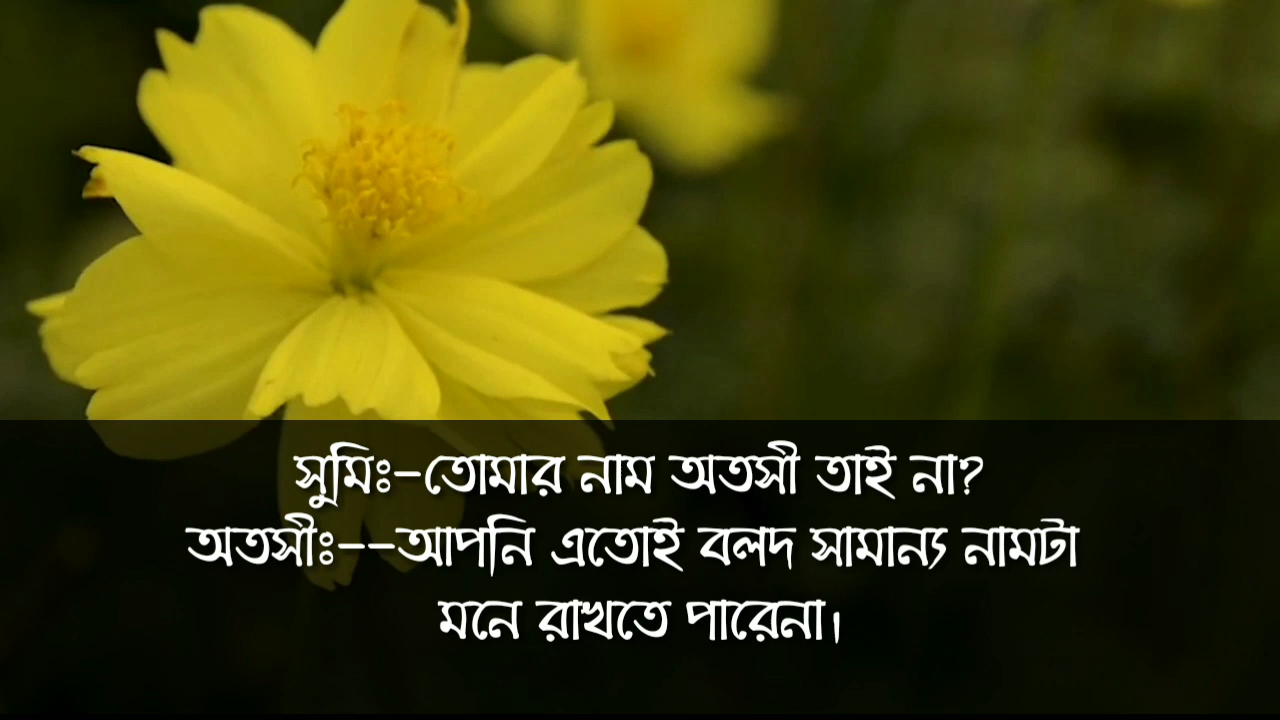 সুমিঃ-তোমার নাম অতসী তাই না?
অতসীঃ--আপনি এতোই বলদ সামান্য নামটা
মনে রাখতে পারেনা।